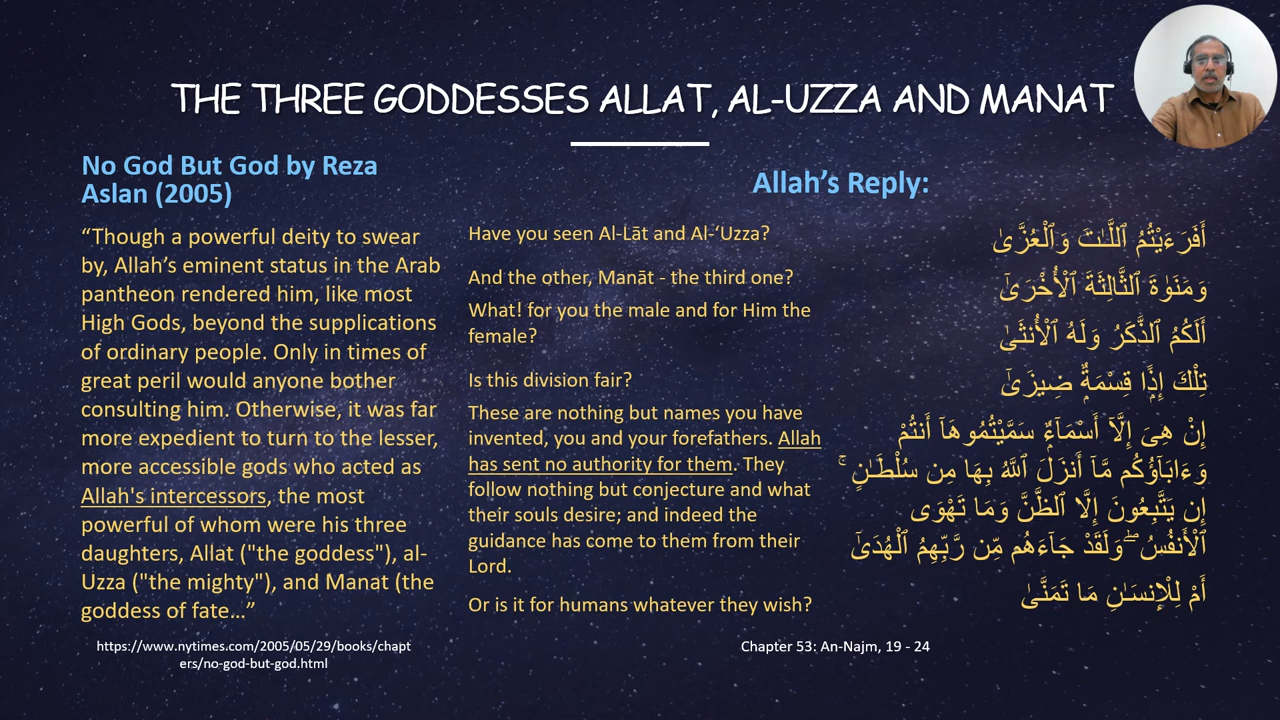 THE THREE GODDESSES ALLAT, AL-UZZA AND MANAT
No God But God by Reza
Aslan (2005)
“Though a powerful deity to swear
by, Allah’s eminent status in the Arab
pantheon rendered him, like most
High Gods, beyond the supplications
of ordinary people. Only in times of
great peril would anyone bother
consulting him. Otherwise, it was far
more expedient to turn to the lesser,
more accessible gods who acted as
Allah's intercessors, the most
powerful of whom were his three
daughters, Allat ("the goddess"), al-
Uzza ("the mighty"), and Manat (the
goddess of fate…”
https://www.nytimes.com/2005/05/29/books/chapt
ers/no-god-but-god.html
Allah’s Reply:
Have you seen Al-Lāt and Al-‘Uzza?
And the other, Manāt - the third one?
What! for you the male and for Him the
female?
Is this division fair?
These are nothing but names you have
invented, you and your forefathers. Allah
has sent no authority for them. They
follow nothing but conjecture and what
their souls desire; and indeed the
guidance has come to them from their
Lord.
Or is it for humans whatever they wish?
أَفَرَءَيْتُمُ ٱللَّـٰتَ وَٱلْعُزَّىٰ
وَمَنَوٰةَ ٱلثَّالِثَةَ ٱلْأُخْرَىٰٓ
أَلَكُمُ ٱلذَّكَرُ وَلَهُ ٱلْأُنثَىٰ
تِلْكَ إِذًا قِسْمَةٌ ضِيزَىٰٓ
إِنْ هِىَ إِلَّآ أَسْمَآءٌ سَمَّيْتُمُوهَآ أَنتُمْ
وَءَابَآؤُكُم مَّآ أَنزَلَ ٱللَّهُ بِهَا مِن سُلْطَـٰنٍ ۚ
إِن يَتَّبِعُونَ إِلَّا ٱلظَّنَّ وَمَا تَهْوَى
ٱلْأَنفُسُ ۖ وَلَقَدْ جَآءَهُم مِّن رَّبِّهِمُ ٱلْهُدَىٰٓ
أَمْ لِلْإِنسَـٰنِ مَا تَمَنَّىٰ
Chapter 53: An-Najm, 19 - 24